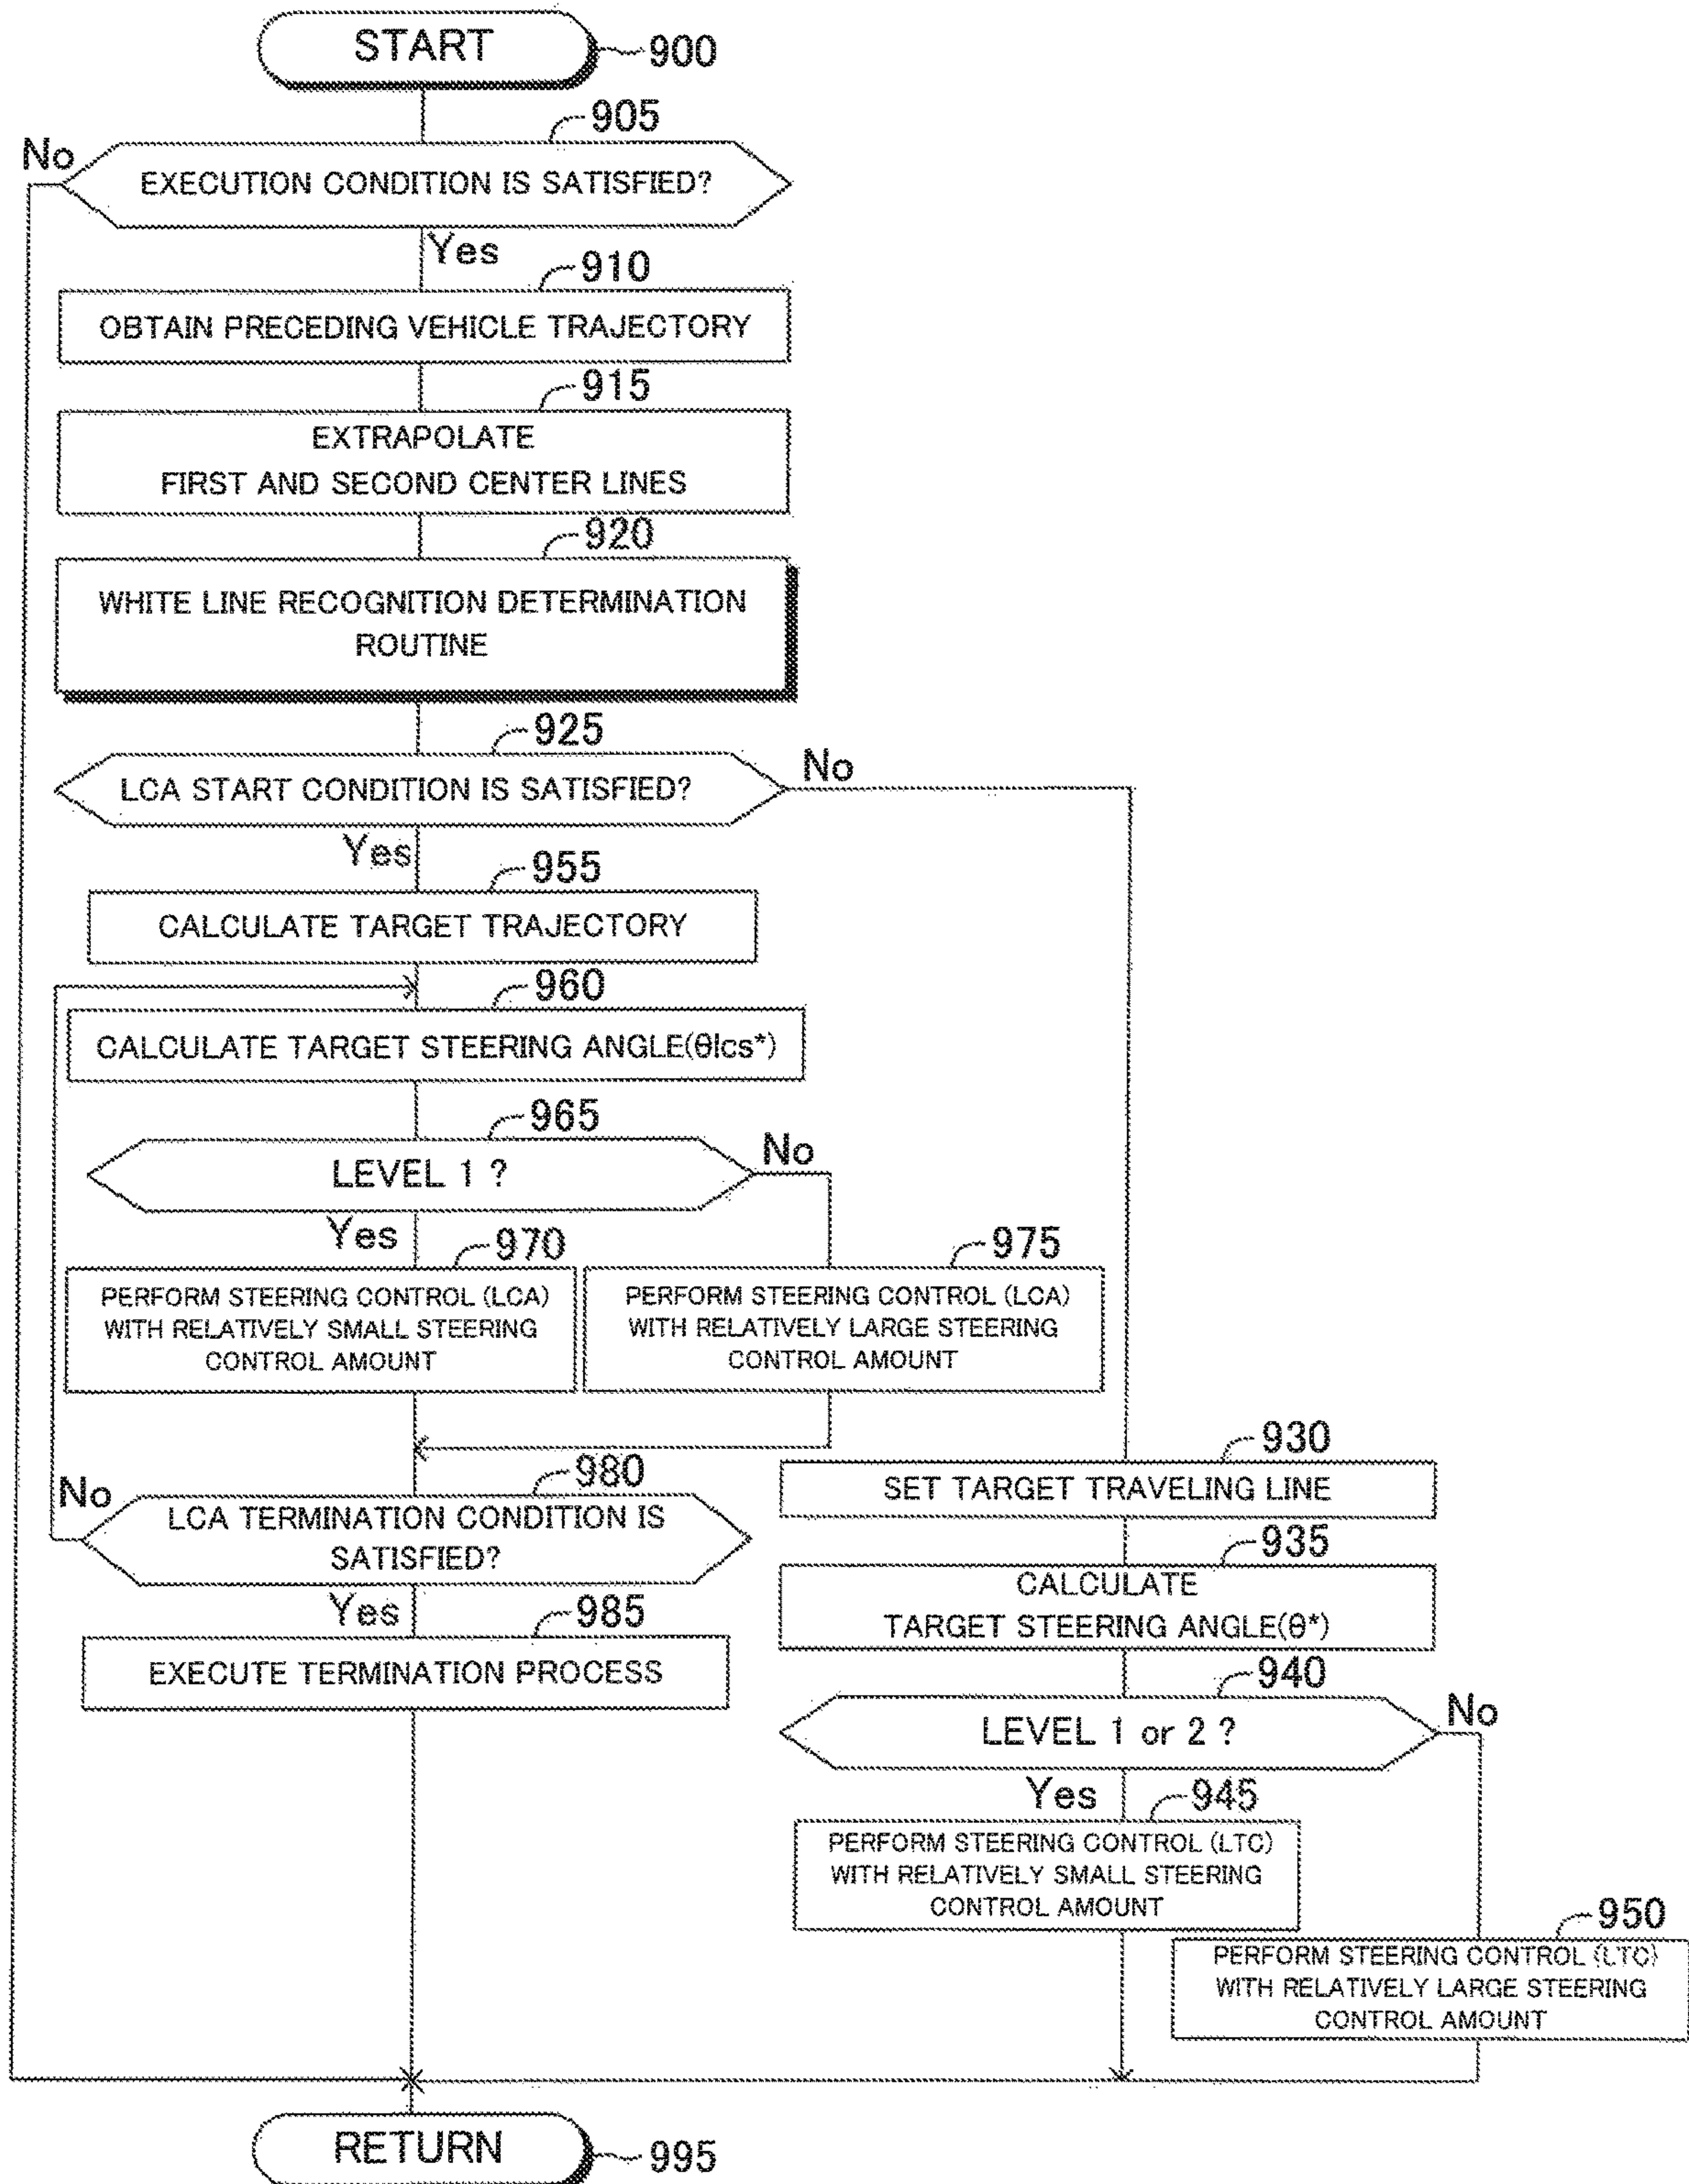 START
900
905
No
EXECUTION CONDITION IS SATISFIED?
Yes
910
OBTAIN PRECEDING VEHICLE TRAJECTORY
915
EXTRAPOLATE
FIRST AND SECOND CENTER LINES
920
WHITE LINE RECOGNITION DETERMINATION
ROUTINE
925
LCA START CONDITION IS SATISFIED?
No
Yes
955
CALCULATE TARGET TRAJECTORY
960
CALCULATE TARGET STEERING ANGLE(θlcs*)
965
LEVEL 1 ?
No
Yes
970
PERFORM STEERING CONTROL (LCA)
WITH RELATIVELY SMALL STEERING
CONTROL AMOUNT
975
PERFORM STEERING CONTROL (LCA)
WITH RELATIVELY LARGE STEERING
CONTROL AMOUNT
980
No
LCA TERMINATION CONDITION IS
SATISFIED?
Yes
985
EXECUTE TERMINATION PROCESS
930
SET TARGET TRAVELING LINE
935
CALCULATE
TARGET STEERING ANGLE(θ*)
940
LEVEL 1 or 2 ?
No
Yes
945
PERFORM STEERING CONTROL (LTC)
WITH RELATIVELY SMALL STEERING
CONTROL AMOUNT
950
PERFORM STEERING CONTROL (LTC)
WITH RELATIVELY LARGE STEERING
CONTROL AMOUNT
RETURN
995